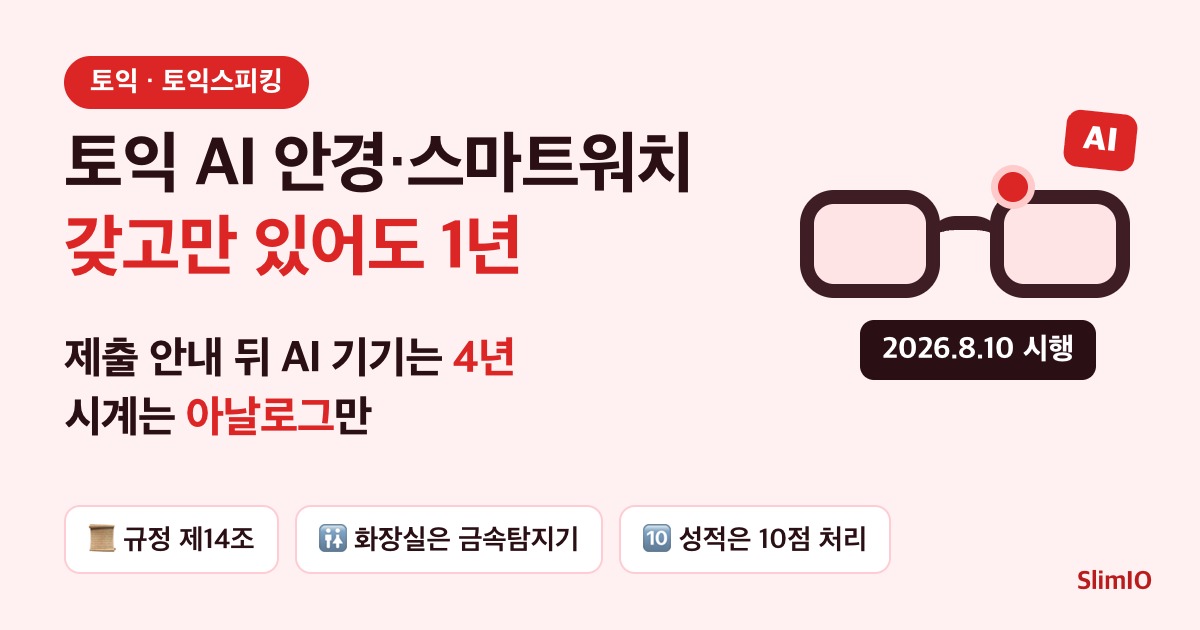 토익 · 토익스피킹
토익 AI 안경·스마트워치
갖고만 있어도 1년
AI
제출 안내 뒤 AI 기기는 4년
시계는 아날로그만
2026.8.10 시행
규정 제14조
화장실은 금속탐지기
10 성적은 10점 처리
SlimIO